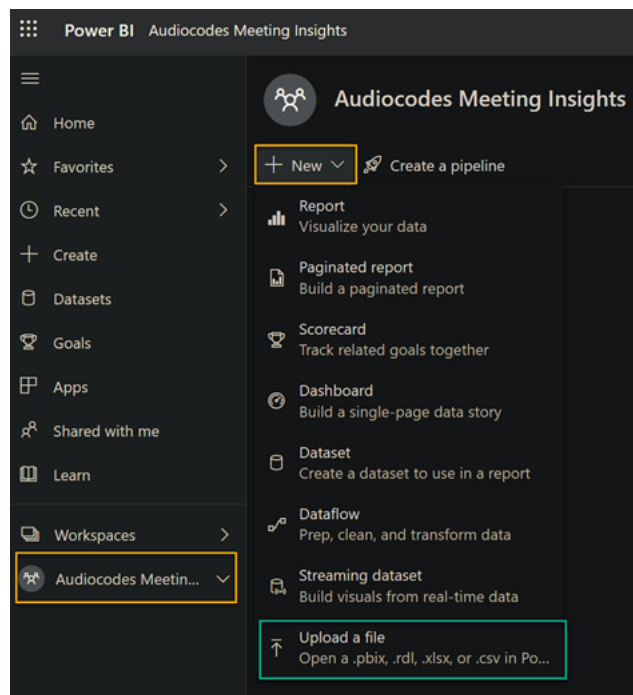 Power BI Audiocodes Meeting Insights
Home
Favorites
Recent
Create
Datasets
Goals
Apps
Shared with me
Learn
Workspaces
Audiocodes Meetin...
Audiocodes Meeting Insights
New
Create a pipeline
Report
Visualize your data
Paginated report
Build a paginated report
Scorecard
Track related goals together
Dashboard
Build a single-page data story
Dataset
Create a dataset to use in a report
Dataflow
Prep, clean, and transform data
Streaming dataset
Build visuals from real-time data
Upload a file
Open a .pbix, .rdl, .xlsx, or .csv in Po...